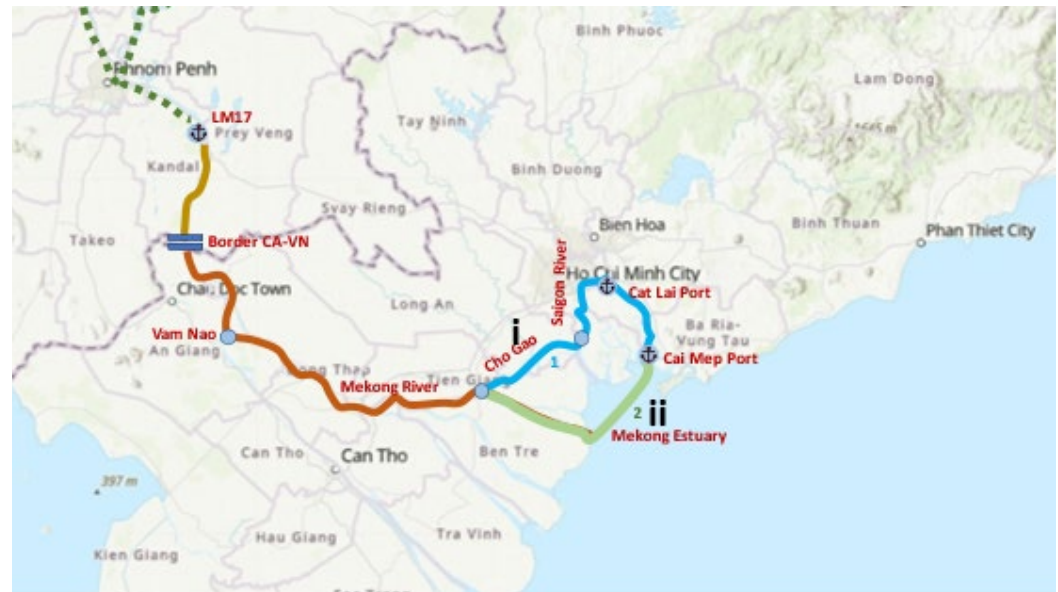 Binh Phuoc
Phnom Penh
Lam Dong
LM17
Prey Veng
Tay Ninh
1645 m
Kandal
Binh Duong
Svay Rieng
Bien Hoa
Binh Thuan
Phan Thiet City
Takeo
Border CA-VN
Saigon River
Ho Chi Minh City
Chau Doc Town
Long An
Cat Lai Port
Ba Ria-
Vung Tau
Vam Nao
An Giang
i
Cho Gao
1
Cai Mep Port
Dong Thap
Tien Giang
Mekong River
2
ii
Mekong Estuary
Can Tho
Can Tho
Ben Tre
397 m
Hau Giang
Tra Vinh
Kien Giang